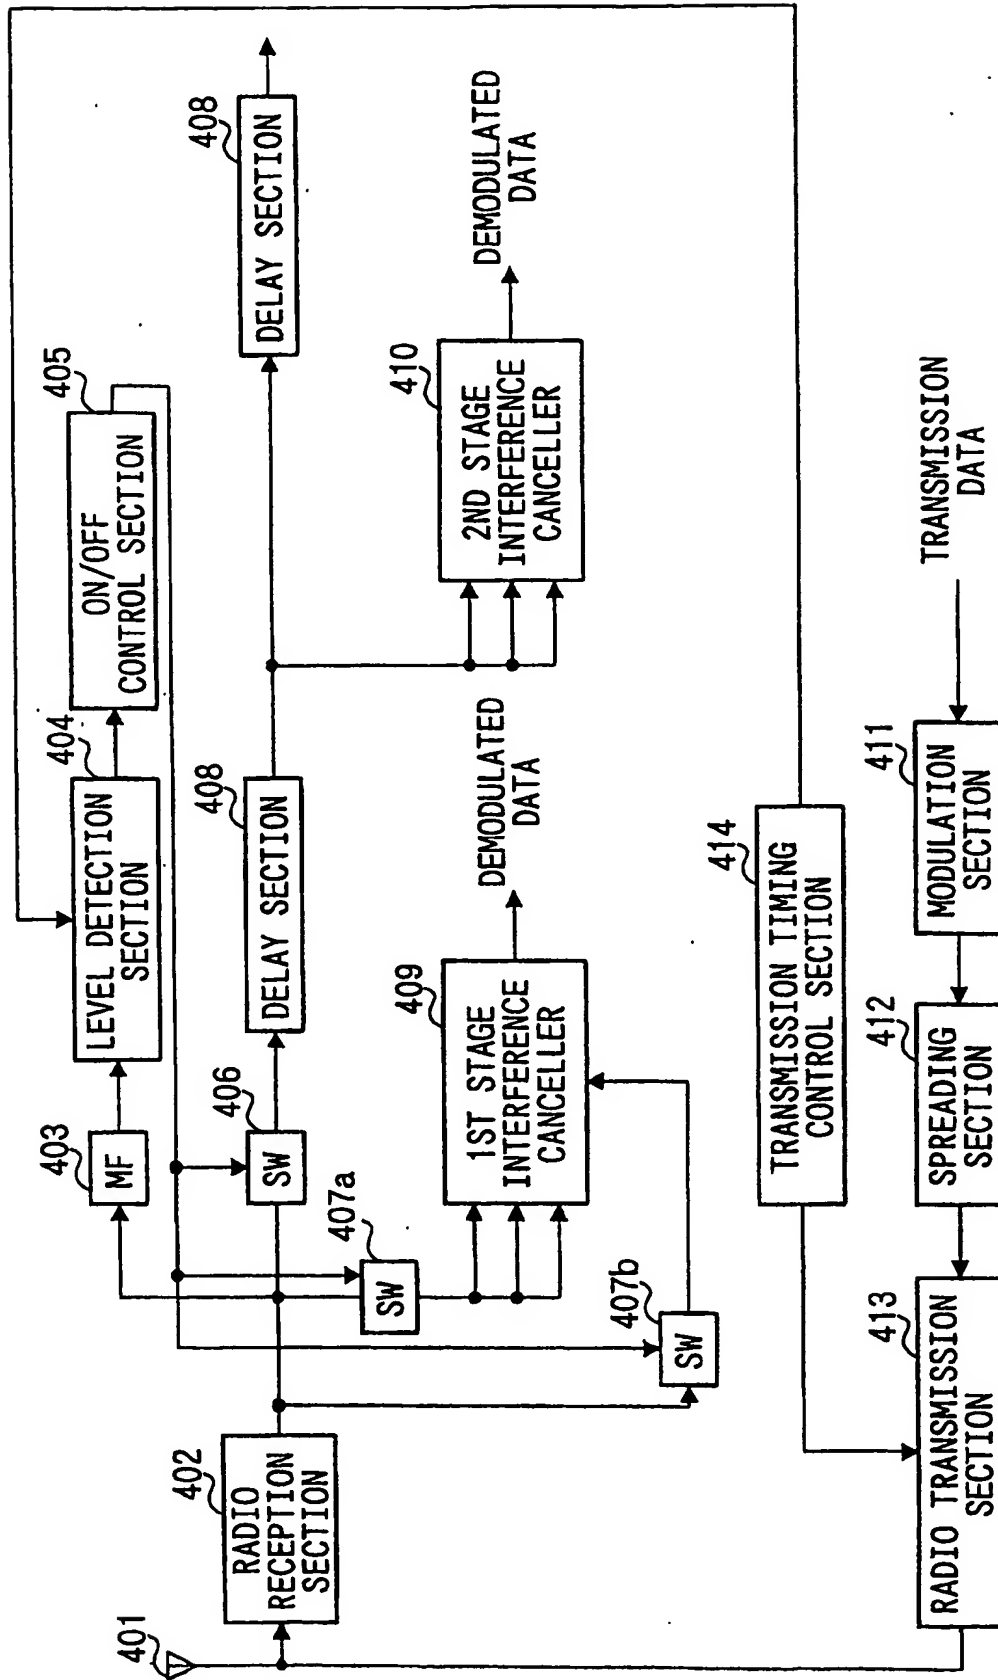 401
402
RADIO
RECEPTION
SECTION
403
MF
404
LEVEL DETECTION
SECTION
405
ON/OFF
CONTROL SECTION
406
SW
407a
SW
407b
SW
408
DELAY SECTION
408
DELAY SECTION
409
1ST STAGE
INTERFERENCE
CANCELLER
DEMODULATED
DATA
410
2ND STAGE
INTERFERENCE
CANCELLER
DEMODULATED
DATA
414
TRANSMISSION TIMING
CONTROL SECTION
413
RADIO TRANSMISSION
SECTION
412
SPREADING
SECTION
411
MODULATION
SECTION
TRANSMISSION
DATA